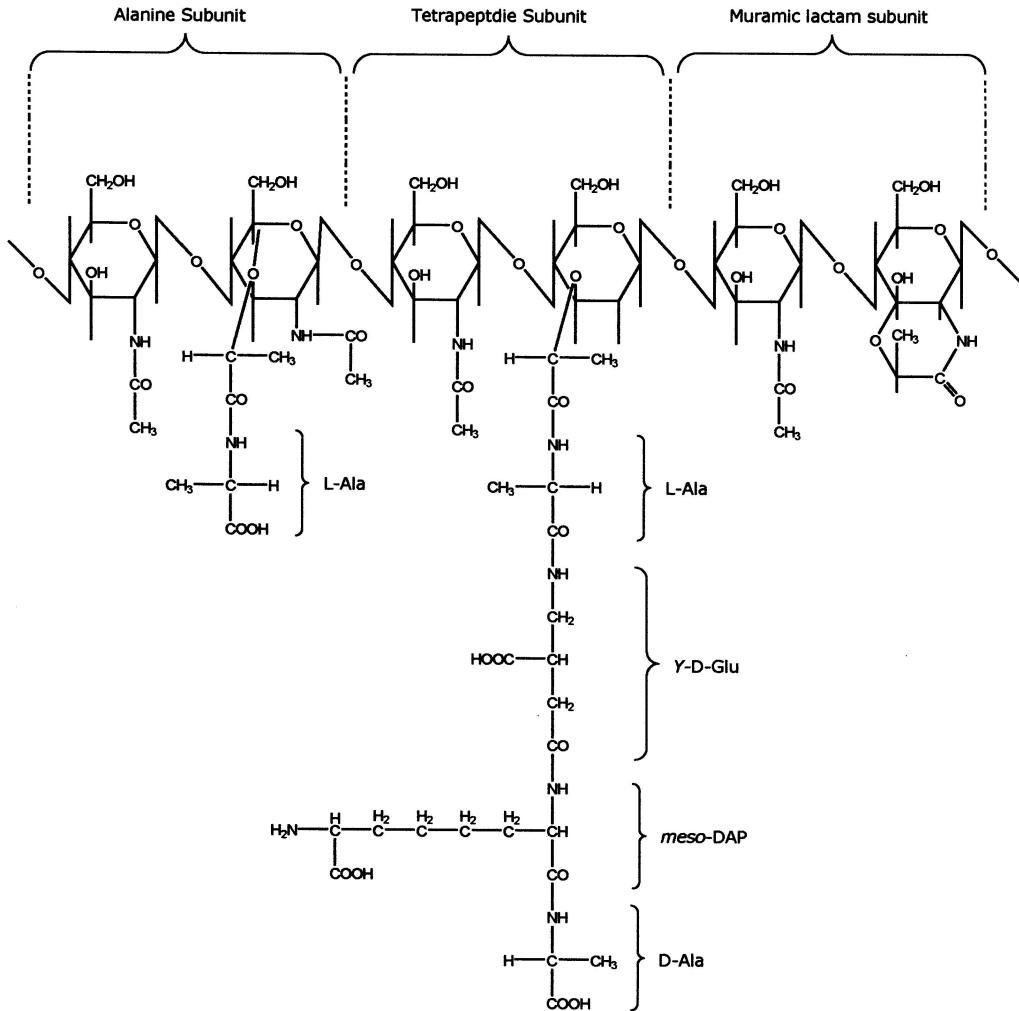 Alanine Subunit Tetrapeptdie Subunit Muramic lactam subunit
CH2OH CH2OH CH2OH CH2OH CH2OH CH2OH
O O O O O O
O O O O O O O
OH O OH O OH OH
NH NH CO NH NH O CH3 NH
H C CH3 H C CH3
CO CH3 CO CO C
CO CO O
CH3 CH3 CH3
NH NH
CH3 C H L-Ala CH3 C H L-Ala
COOH CO
NH
CH2
HOOC CH Y-D-Glu
CH2
CO
NH
H2N H C H2 C H2 C H2 C H2 C CH meso-DAP
COOH CO
NH
H C CH3 D-Ala
COOH